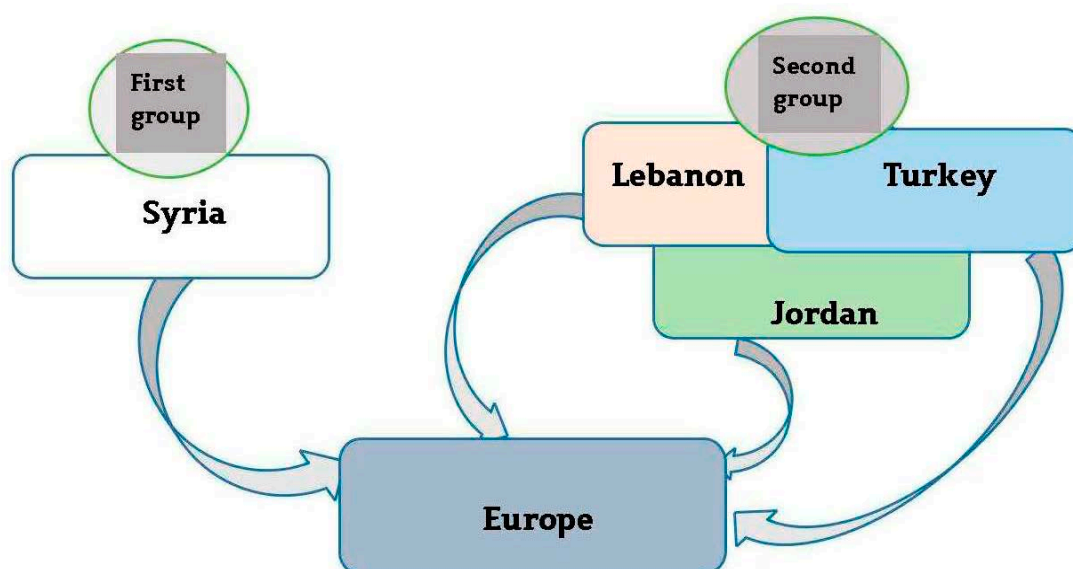 First
group
Second
group
Syria
Lebanon
Turkey
Jordan
Europe